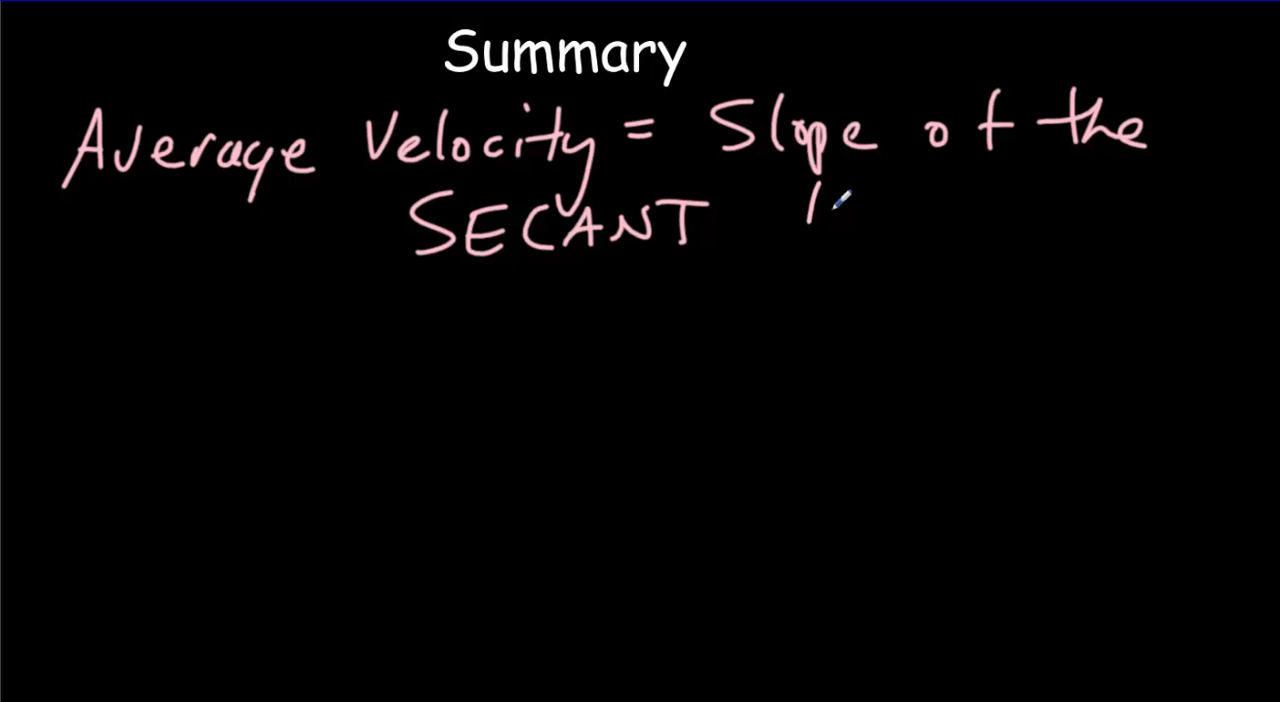 Summary
Average Velocity = Slope of the
SECANT l